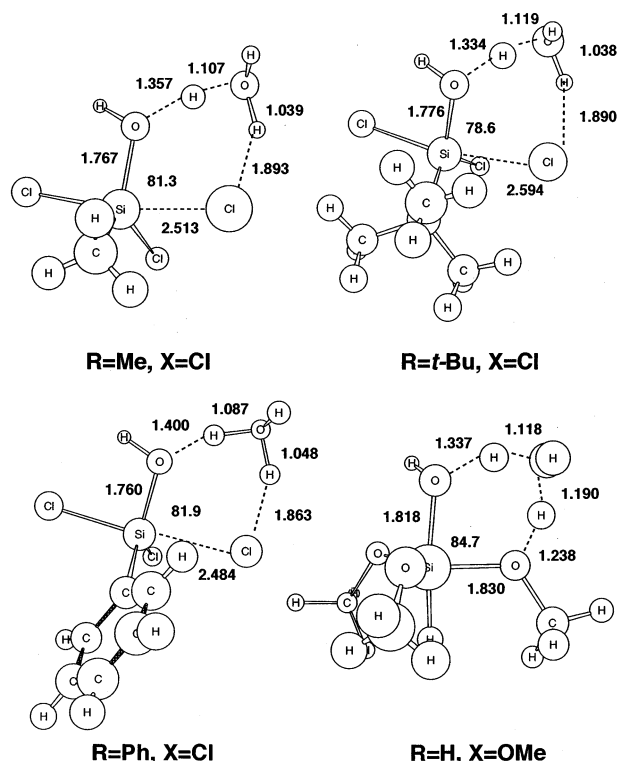 H
1.107
1.357
O
H
H
1.039
O
H
1.767
1.893
81.3
Cl
H
Si
Cl
2.513
C
Cl
H
H
R=Me, X=Cl
1.119
H
1.334
O
H
H
1.038
O
H
1.776
1.890
Cl
78.6
Si
Cl
Cl
H
H
2.594
C
H
H
C
C
H
H
H
R=t-Bu, X=Cl
1.087
1.400
H
H
H
O
O
1.048
H
1.760
1.863
Cl
81.9
Si
Cl
H
Cl
2.484
C
C
H
C
H
C
C
H
H
R=Ph, X=Cl
1.118
1.337
H
H
H
O
1.190
1.818
H
84.7
O
O
Si
O
1.238
1.830
H
C
H
H
C
H
H
H
H
H
R=H, X=OMe